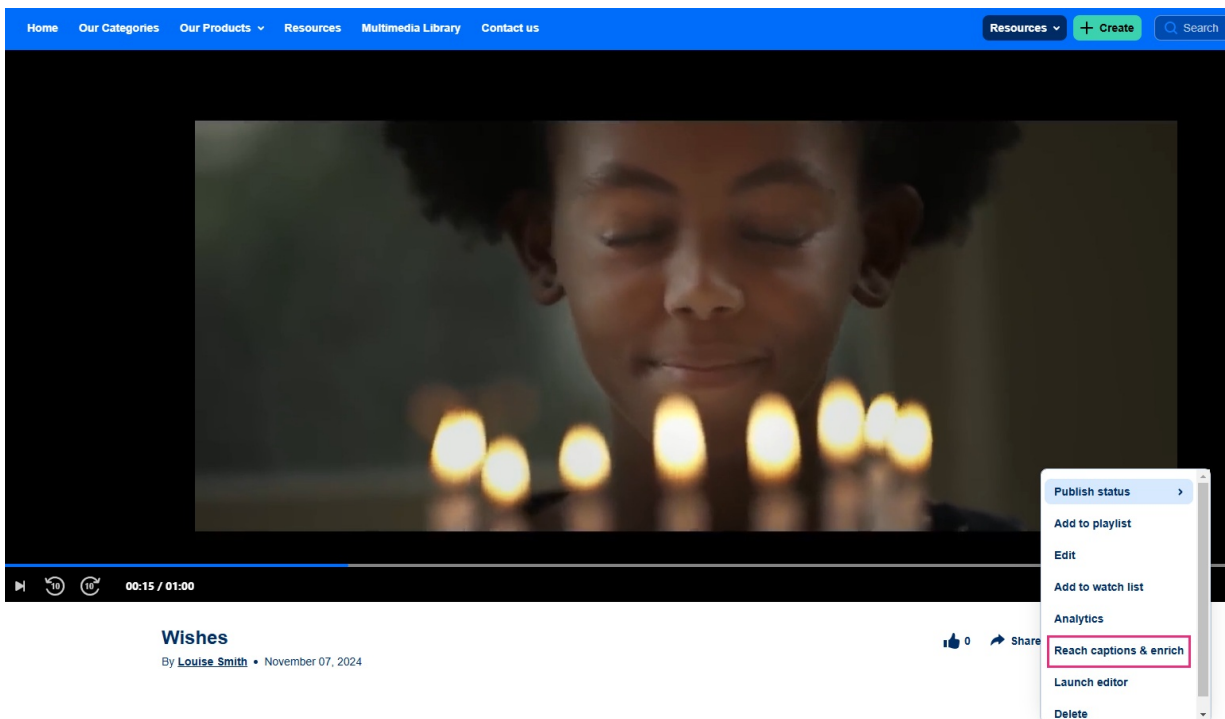 Home Our Categories Our Products Resources Multimedia Library Contact us Resources + Create Search
10 10 00:15 / 01:00
Wishes
By Louise Smith • November 07, 2024
0 Share
Publish status
Add to playlist
Edit
Add to watch list
Analytics
Reach captions & enrich
Launch editor
Delete